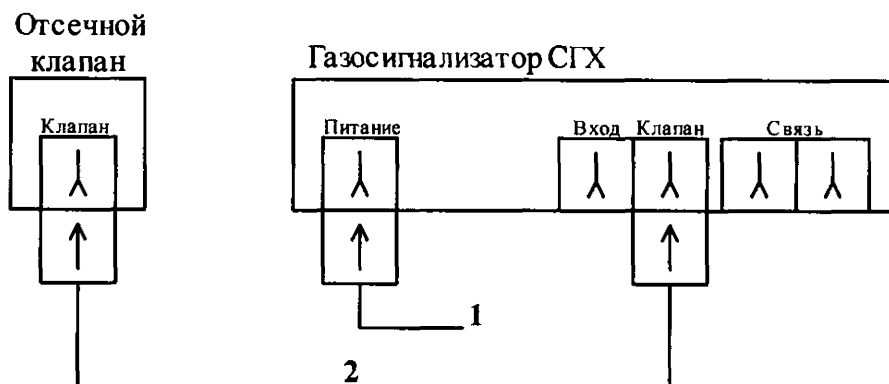 Отсечной
клапан
Газосигнализатор СГХ
Клапан
Питание
Вход
Клапан
Связь
1
2